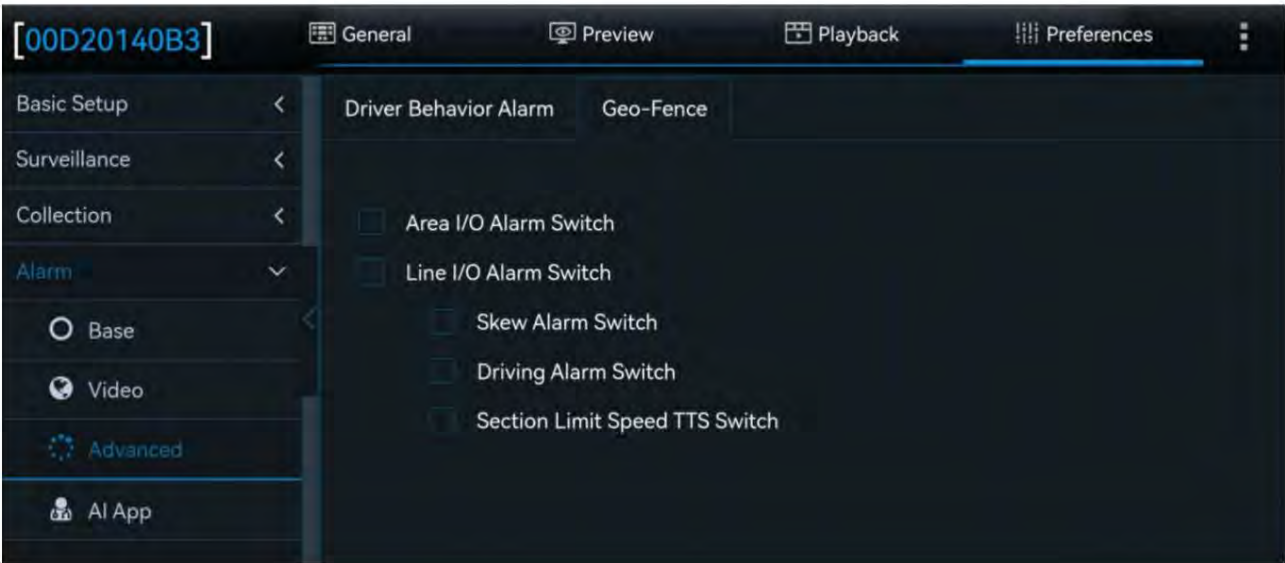 [00D20140B3] General Preview Playback Preferences
Basic Setup
Surveillance
Collection
Alarm
Base
Video
Advanced
AI App
Driver Behavior Alarm Geo-Fence
Area I/O Alarm Switch
Line I/O Alarm Switch
Skew Alarm Switch
Driving Alarm Switch
Section Limit Speed TTS Switch